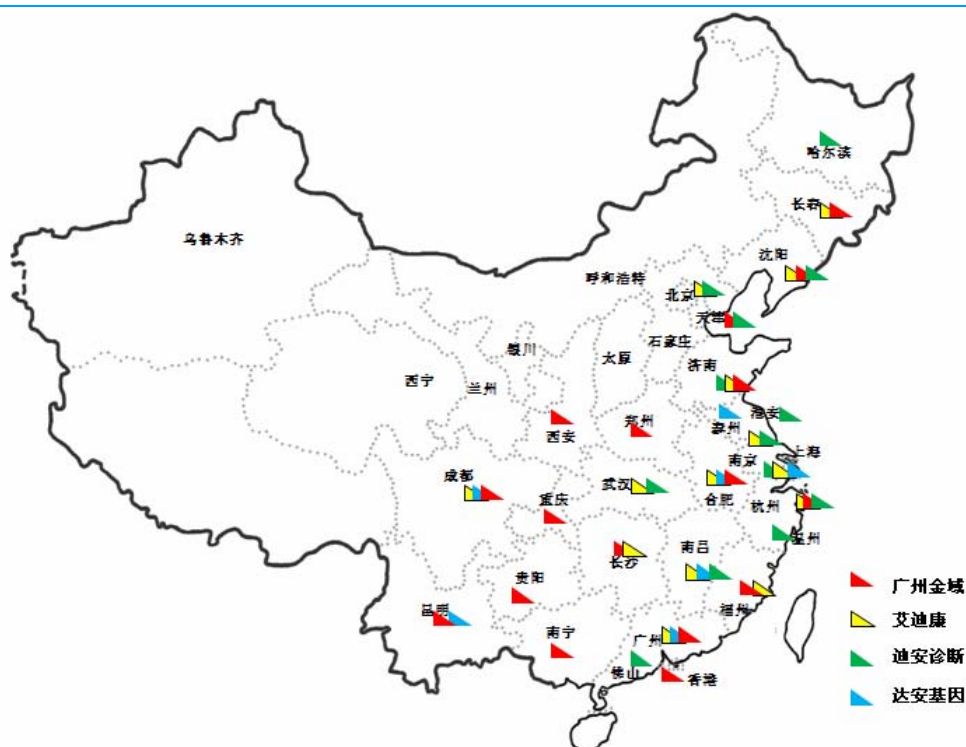 哈尔滨
长春
乌鲁木齐
沈阳
呼和浩特
北京
天津
石家庄
银川
太原
济南
西宁
兰州
淮安
郑州
泰州
西安
上海
南京
成都
武汉
合肥
重庆
杭州
温州
南昌
长沙
贵阳
广州金域
昆明
福州
艾迪康
南宁
广州
迪安诊断
佛山
香港
达安基因